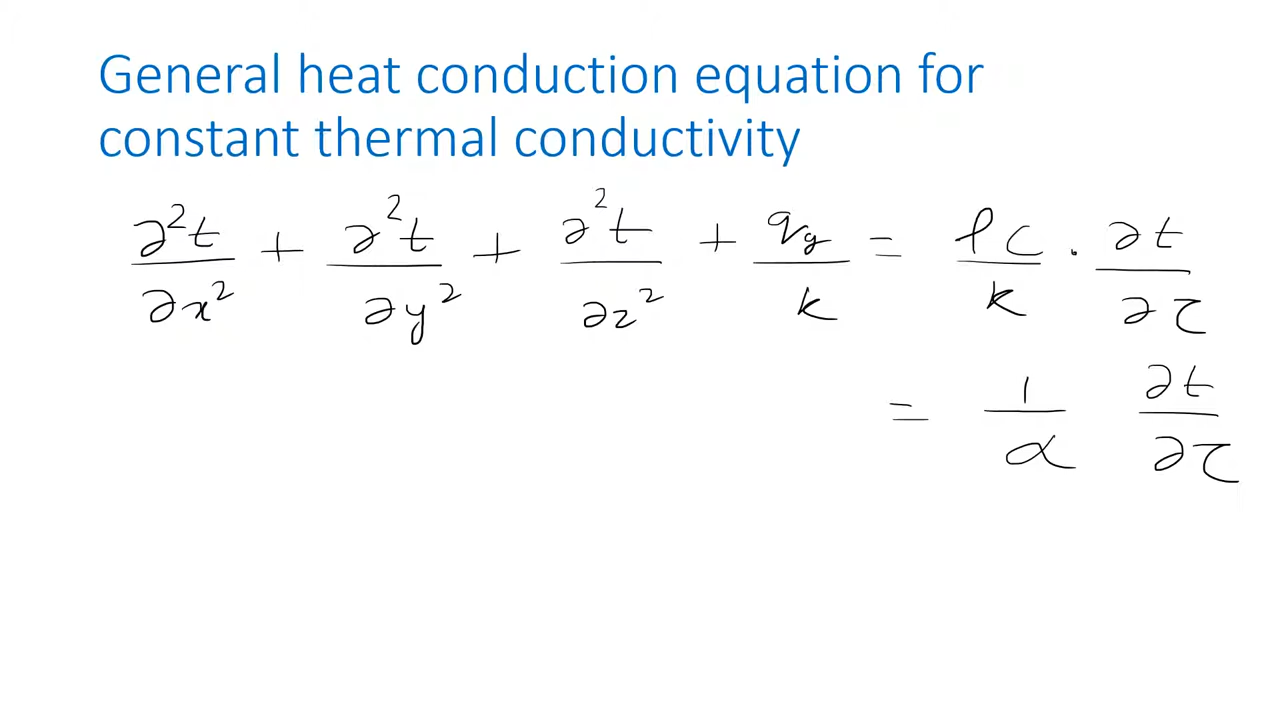 General heat conduction equation for
constant thermal conductivity
∂²t/∂x² + ∂²t/∂y² + ∂²t/∂z² + q_g/k = ρc/k · ∂t/∂τ
= 1/α ∂t/∂τ